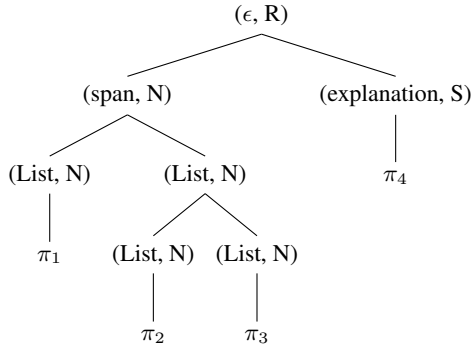 (ϵ, R)
(span, N) (explanation, S)
(List, N) (List, N) π₄
π₁ (List, N) (List, N)
π₂ π₃